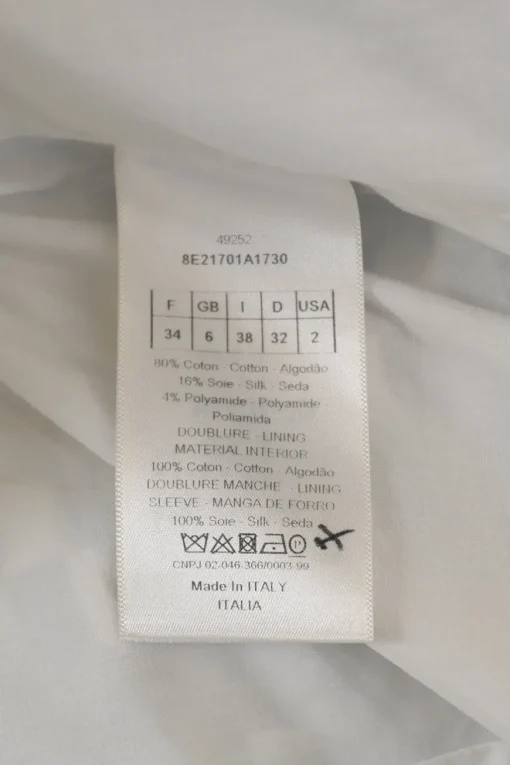 49252
8E21701A1730
F GB I D USA
34 6 38 32 2
80% Coton - Cotton - Algodão
16% Soie - Silk - Seda
4% Polyamide - Polyamide -
Poliamida
DOUBLURE - LINING
MATERIAL INTERIOR
100% Coton - Cotton - Algodão
DOUBLURE MANCHE - LINING
SLEEVE - MANGA DE FORRO
100% Soie - Silk - Seda
P
CNPJ 02-046-366/0003-99
Made In ITALY
ITALIA